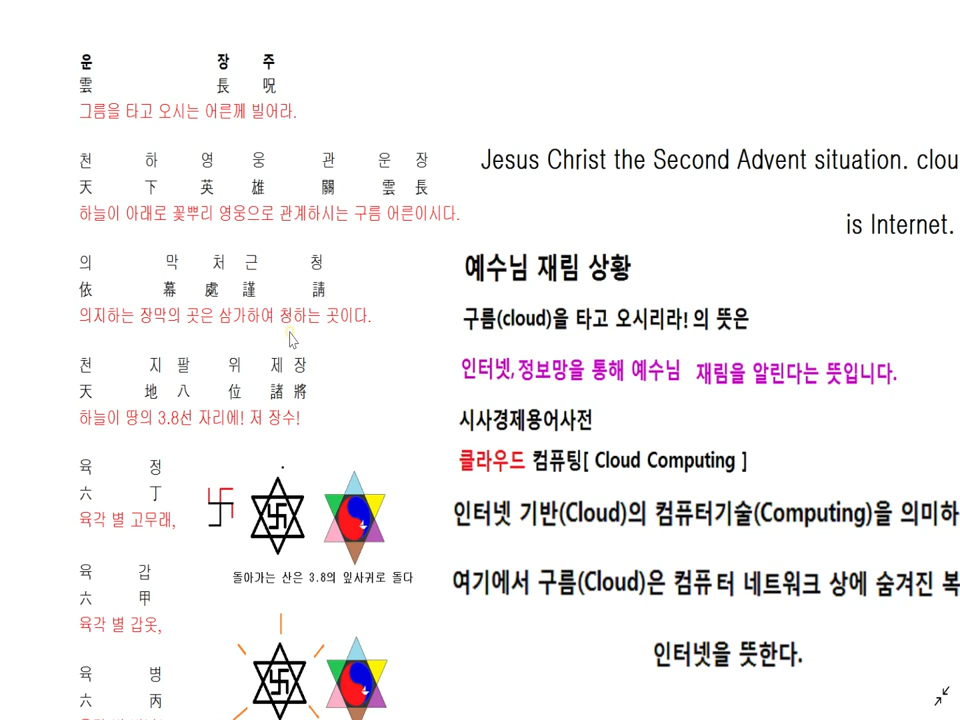 운 장 주
雲 長 呪
그름을 타고 오시는 어른께 빌어라.
천 하 영 웅 관 운 장
天 下 英 雄 關 雲 長
하늘이 아래로 꽃뿌리 영웅으로 관계하시는 구름 어른이시다.
의 막 처 근 청
依 幕 處 謹 請
의지하는 장막의 곳은 삼가하여 청하는 곳이다.
천 지 팔 위 제 장
天 地 八 位 諸 將
하늘이 땅의 3.8선 자리에! 저 장수!
육 정
六 丁
육각 별 고무래,
돌아가는 산은 3.8의 잎사귀로 돌다
육 갑
六 甲
육각 별 갑옷,
육 병
六 丙
Jesus Christ the Second Advent situation. clou
is Internet.
예수님 재림 상황
구름(cloud)을 타고 오시리라! 의 뜻은
인터넷, 정보망을 통해 예수님 재림을 알린다는 뜻입니다.
시사경제용어사전
클라우드 컴퓨팅[ Cloud Computing ]
인터넷 기반(Cloud)의 컴퓨터기술(Computing)을 의미하
여기에서 구름(Cloud)은 컴퓨터 네트워크 상에 숨겨진 복
인터넷을 뜻한다.